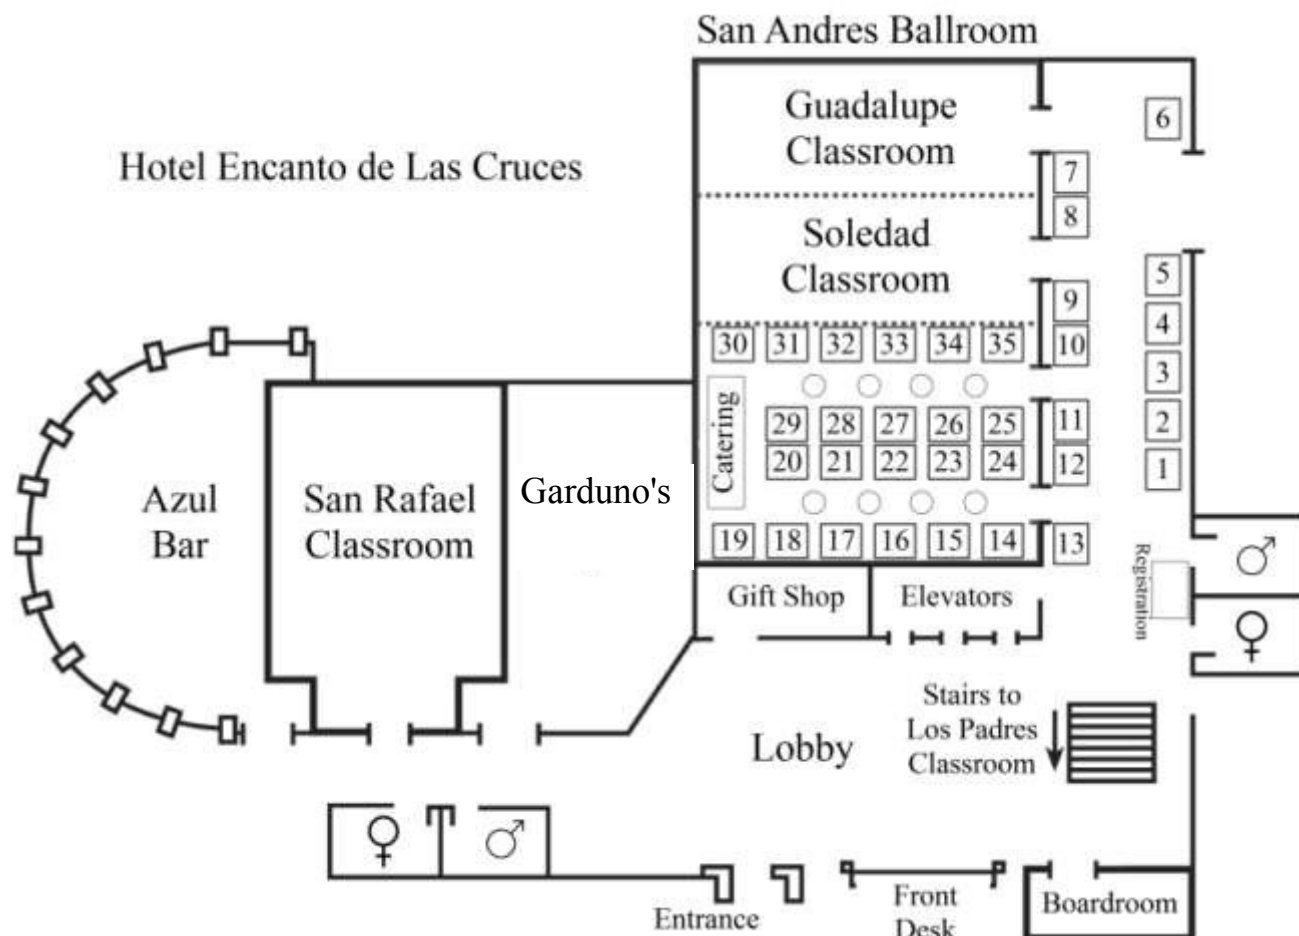 San Andres Ballroom
Guadalupe
Classroom
6
Hotel Encanto de Las Cruces
7
8
Soledad
Classroom
5
9
4
30 31 32 33 34 35 10
3
Catering
29 28 27 26 25 11 2
20 21 22 23 24 12 1
Azul
Bar
San Rafael
Classroom
Garduno's
19 18 17 16 15 14 13
Registration
♂
Gift Shop
Elevators
♀
Stairs to
Los Padres
Classroom
Lobby
♀ ♂
Entrance
Front
Desk
Boardroom